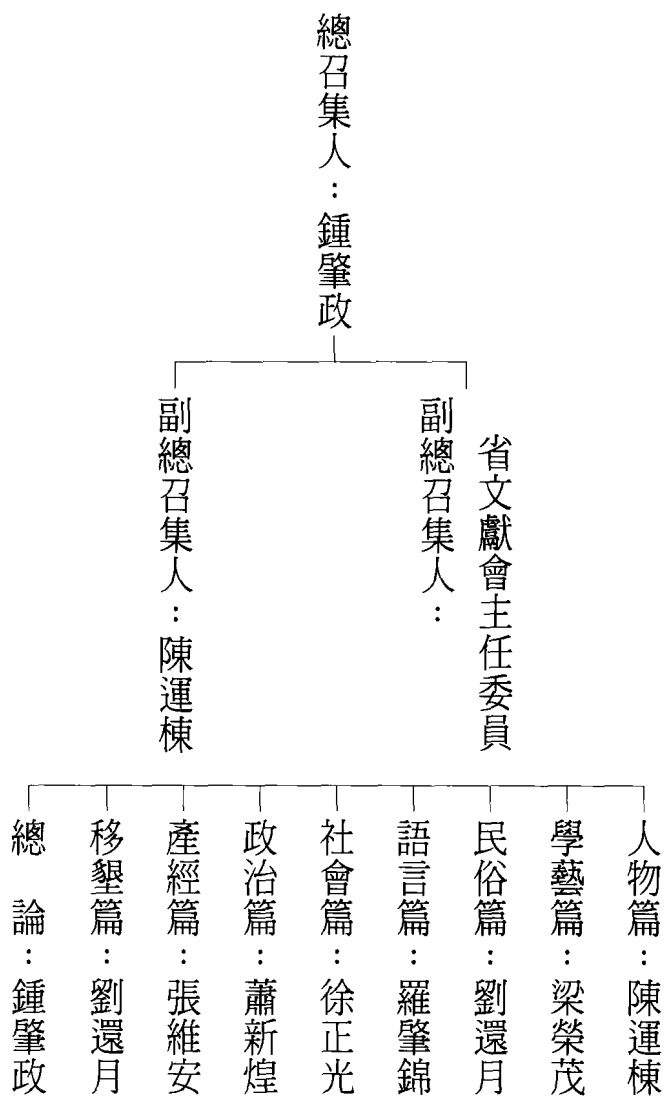 總召集人：鍾肇政
副總召集人：陳運棟
副總召集人：
省文獻會主任委員
總　論：鍾肇政
移墾篇：劉還月
產經篇：張維安
政治篇：蕭新煌
社會篇：徐正光
語言篇：羅肇錦
民俗篇：劉還月
學藝篇：梁榮茂
人物篇：陳運棟